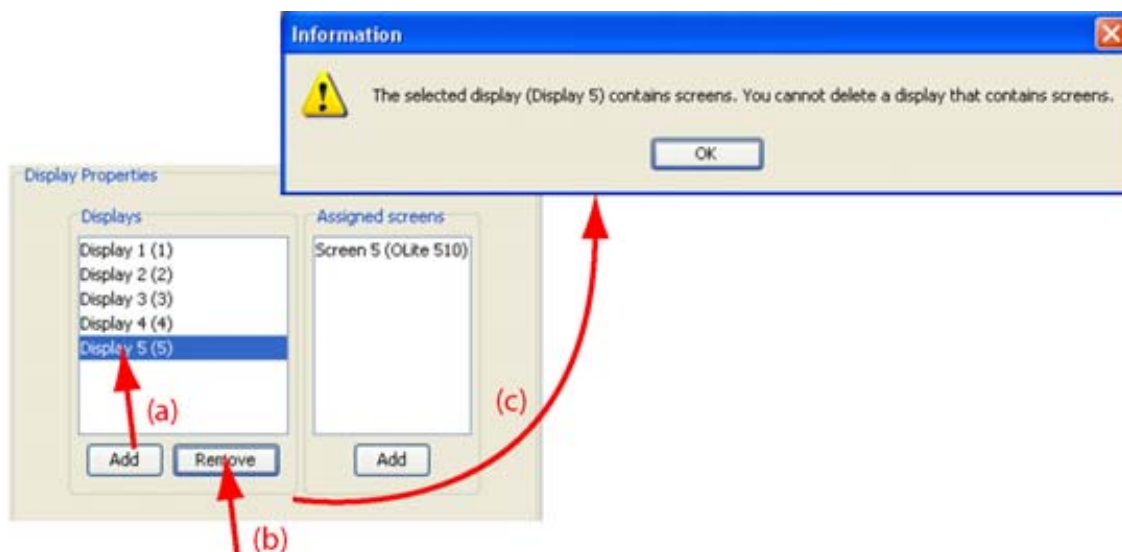 Information
The selected display (Display 5) contains screens. You cannot delete a display that contains screens.
OK
Display Properties
Displays
Assigned screens
Display 1 (1)
Display 2 (2)
Display 3 (3)
Display 4 (4)
Display 5 (5)
Screen 5 (OLite 510)
(a)
(c)
Add
Remove
Add
(b)